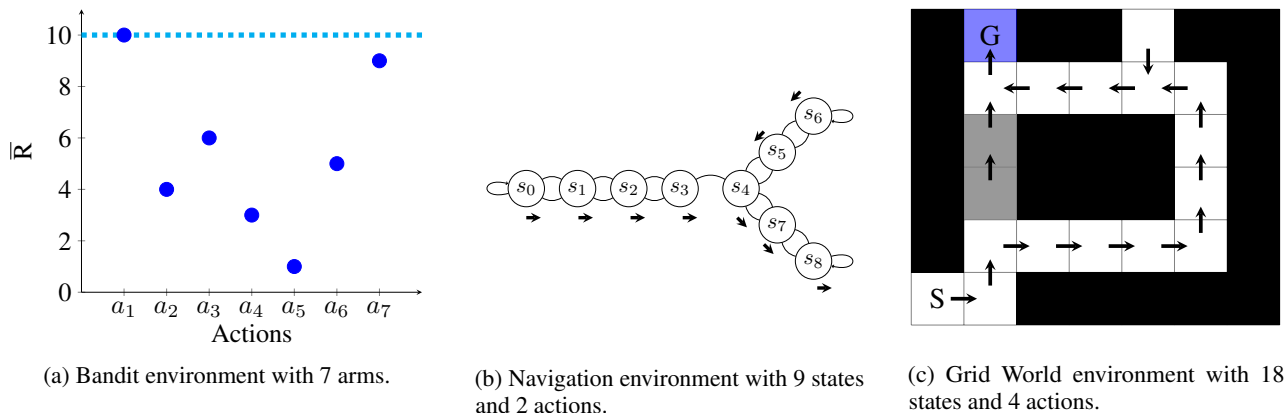 10
8
6
4
2
0
R̅
a₁ a₂ a₃ a₄ a₅ a₆ a₇
Actions
(a) Bandit environment with 7 arms.
s₀ s₁ s₂ s₃ s₄ s₅ s₆ s₇ s₈
(b) Navigation environment with 9 states
and 2 actions.
G
S
(c) Grid World environment with 18
states and 4 actions.